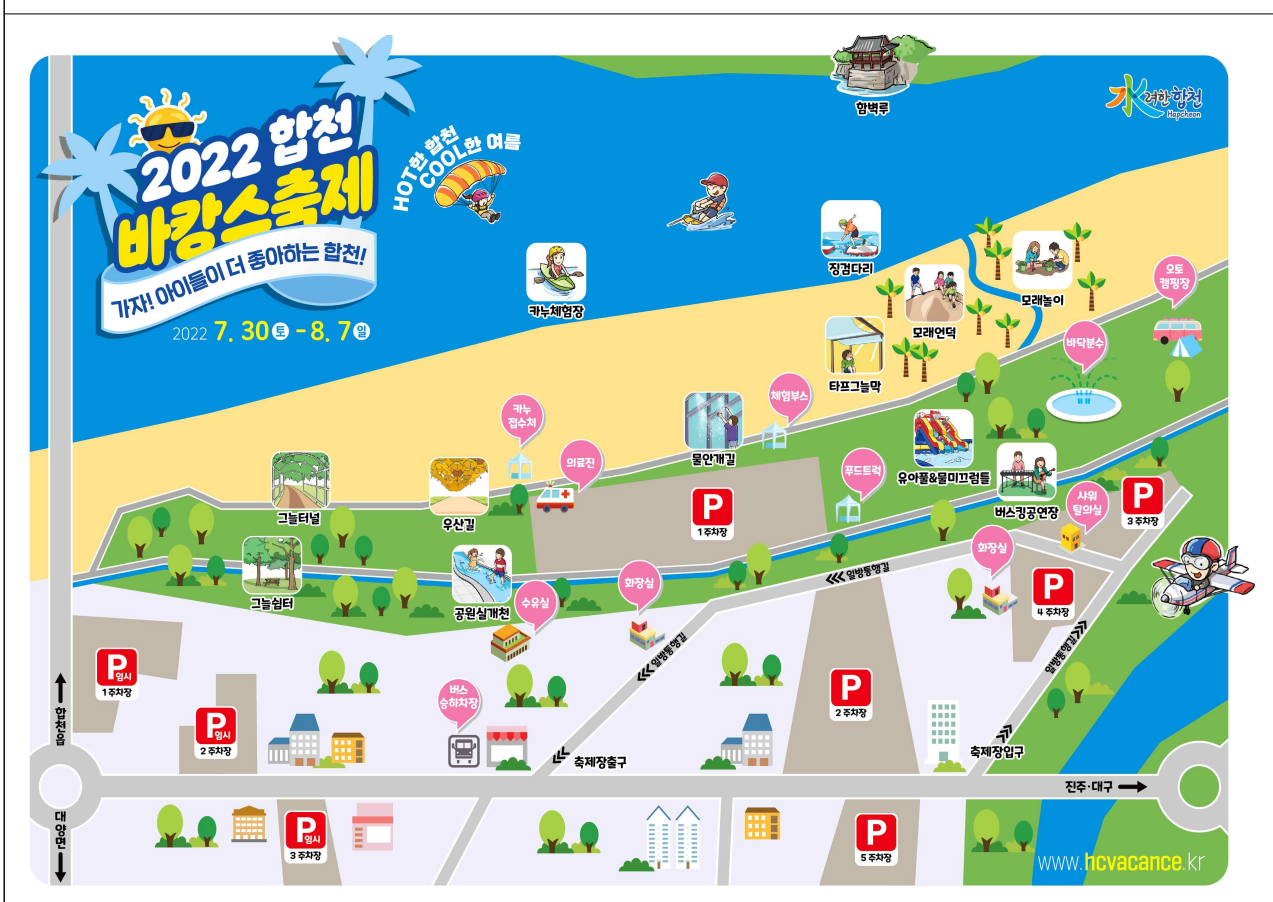 2022 합천
바캉스축제
가자! 아이들이 더 좋아하는 합천!
2022 7. 30 토 - 8. 7 일
HOT한 합천
COOL한 여름
함벽루
水려한 합천
Hapcheon
카누체험장
징검다리
모래언덕
모래놀이
오토
캠핑장
타프그늘막
바닥분수
카누
접수처
의료진
물안개길
체험부스
푸드트럭
유아풀&물미끄럼틀
버스킹공연장
샤워
탈의실
P
3 주차장
그늘터널
우산길
P
1 주차장
그늘쉼터
공원실개천
수유실
화장실
<<< 일방통행길
화장실
P
4 주차장
<<< 일방통행길
일방통행길 >>>
P임시
1 주차장
P임시
2 주차장
버스
승하차장
P
2 주차장
축제장출구
축제장입구
합천읍
대양면
진주·대구
P임시
3 주차장
P
5 주차장
www.hcvacance.kr